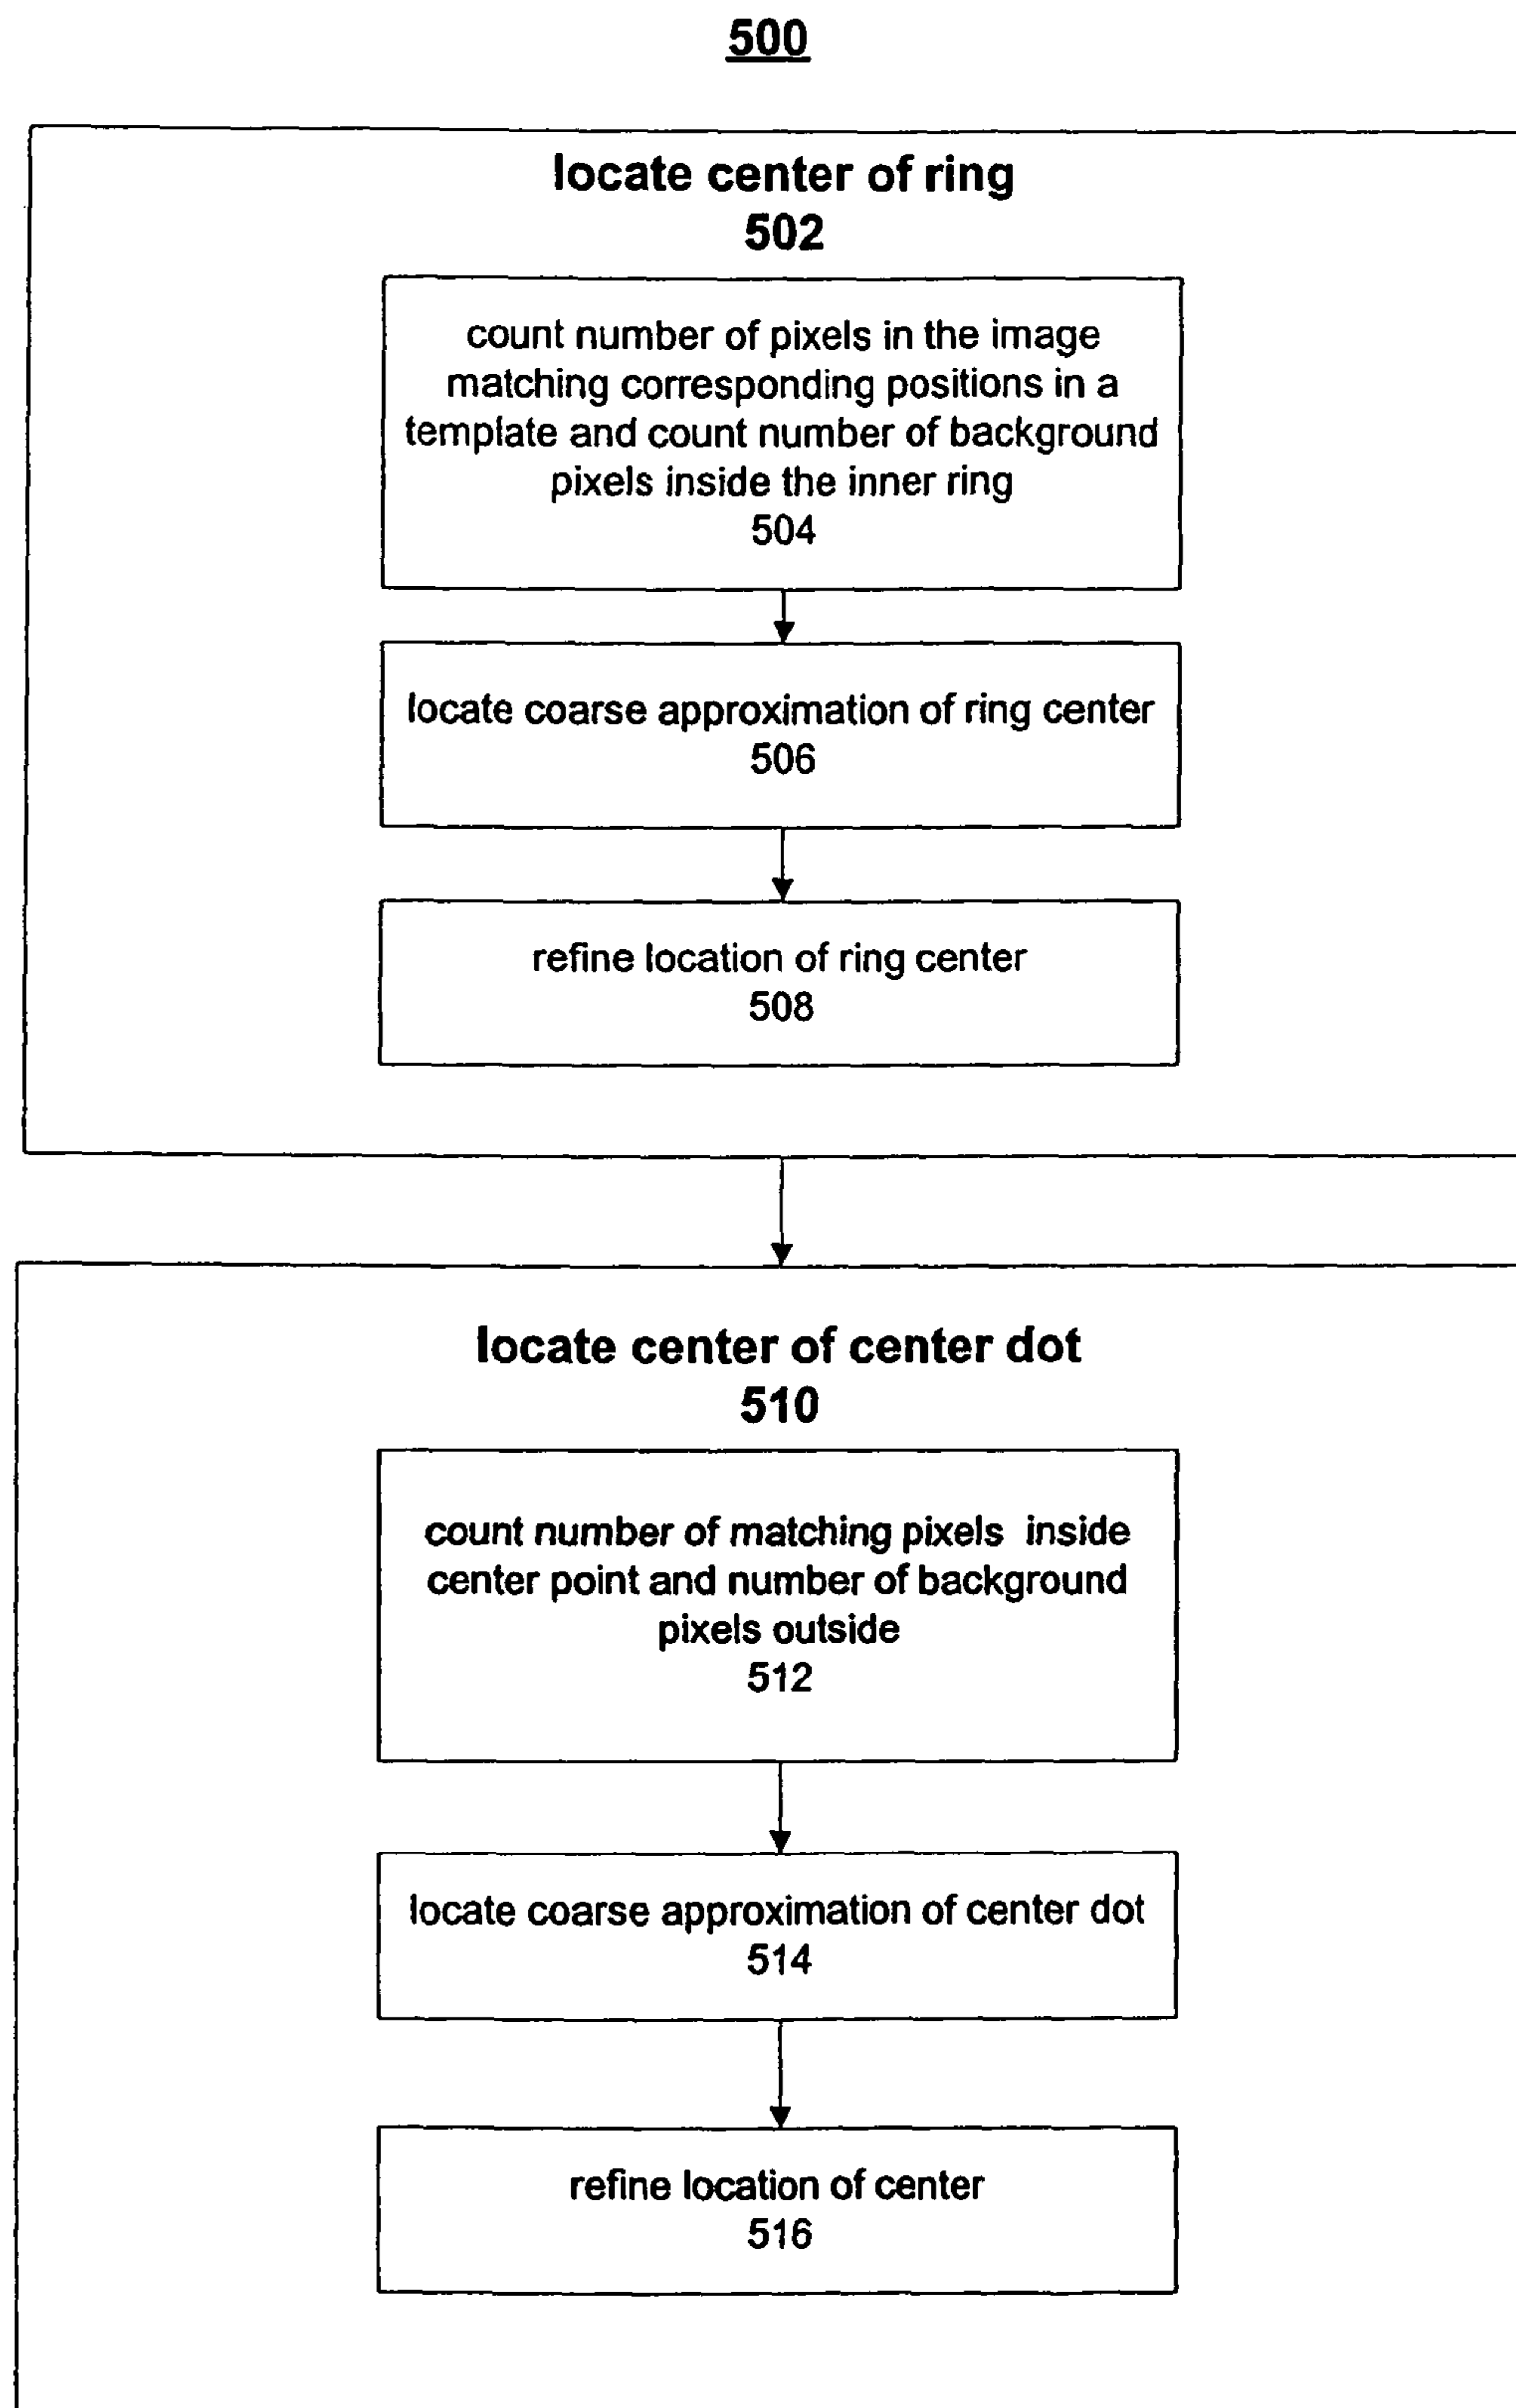 500
locate center of ring
502
count number of pixels in the image
matching corresponding positions in a
template and count number of background
pixels inside the inner ring
504
locate coarse approximation of ring center
506
refine location of ring center
508
locate center of center dot
510
count number of matching pixels inside
center point and number of background
pixels outside
512
locate coarse approximation of center dot
514
refine location of center
516